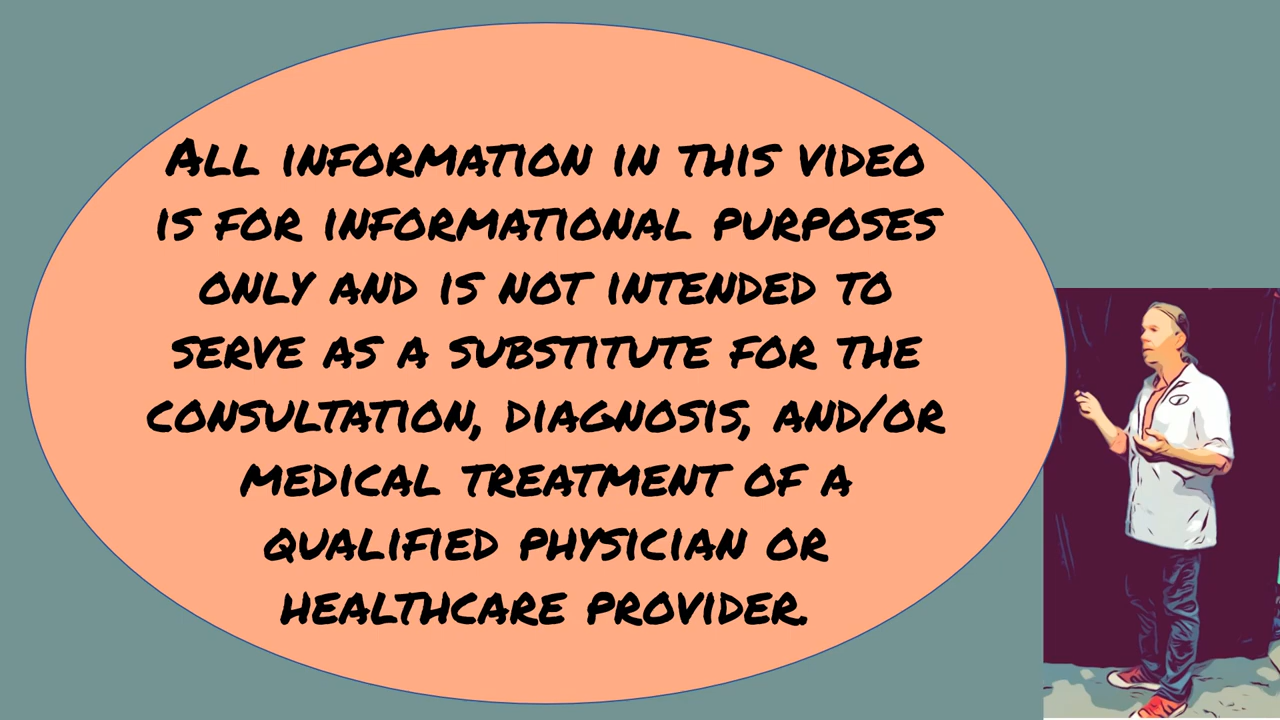 All information in this video
is for informational purposes
only and is not intended to
serve as a substitute for the
consultation, diagnosis, and/or
medical treatment of a
qualified physician or
healthcare provider.